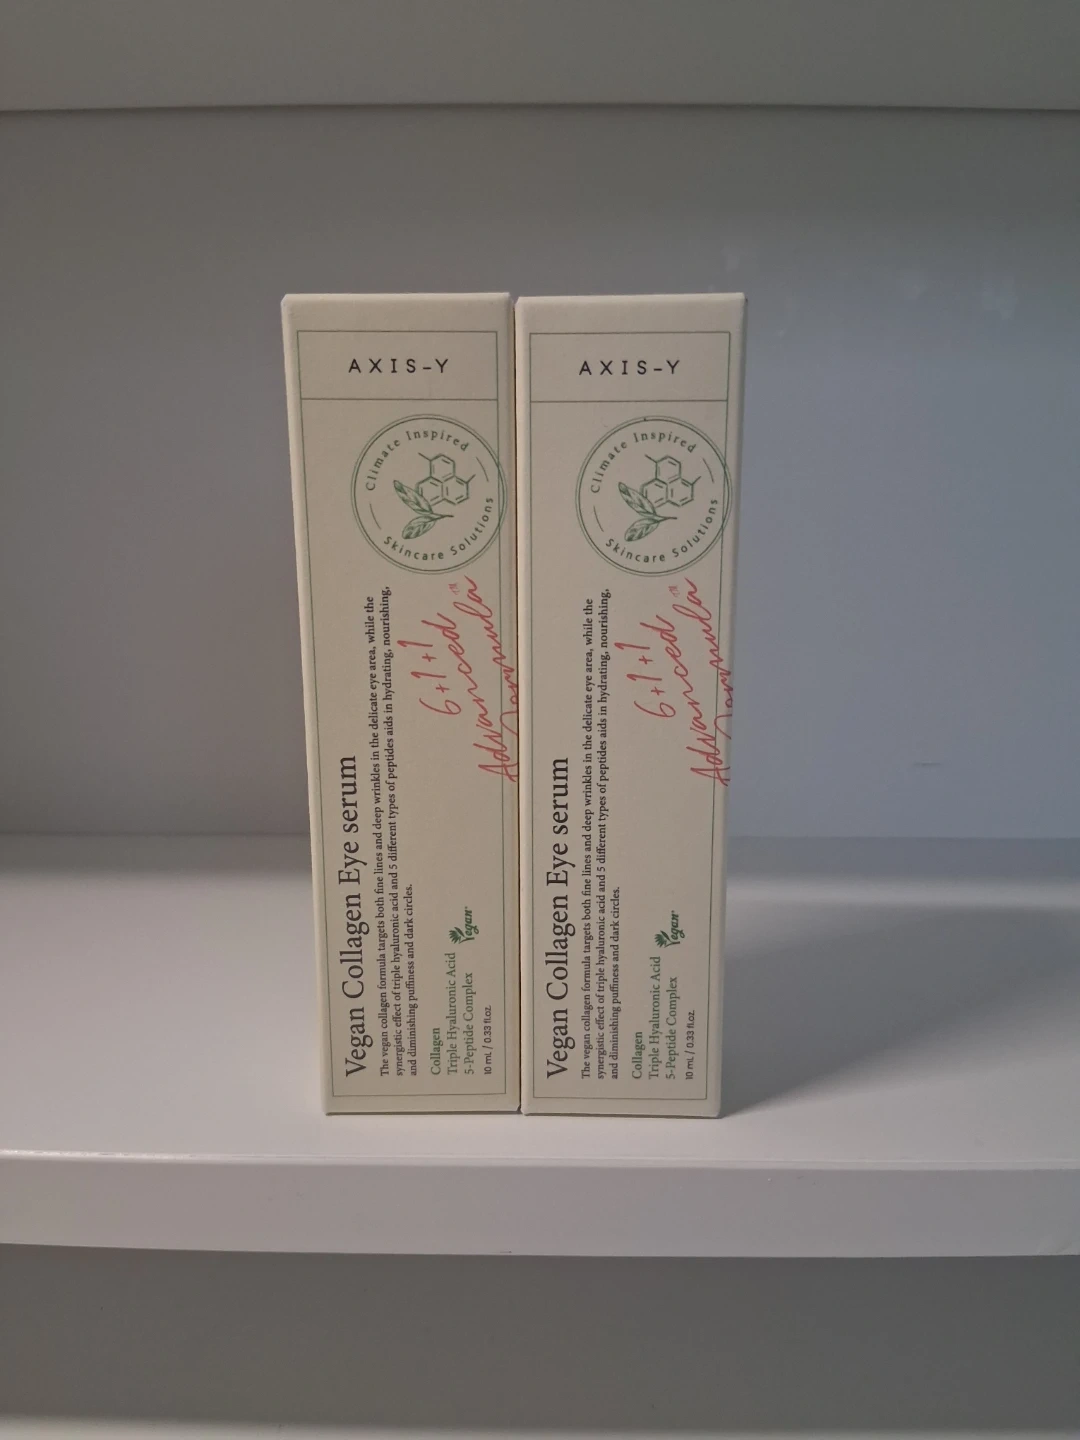 AXIS-Y
Climate Inspired
Skincare Solutions
6+1+1
Advanced
Formula™
Vegan Collagen Eye serum
The vegan collagen formula targets both fine lines and deep wrinkles in the delicate eye area, while the
synergistic effect of triple hyaluronic acid and 5 different types of peptides aids in hydrating, nourishing,
and diminishing puffiness and dark circles.
Collagen
Triple Hyaluronic Acid
5-Peptide Complex
Vegan
10 mL / 0.33 fl.oz.
AXIS-Y
Climate Inspired
Skincare Solutions
6+1+1
Advanced
Formula™
Vegan Collagen Eye serum
The vegan collagen formula targets both fine lines and deep wrinkles in the delicate eye area, while the
synergistic effect of triple hyaluronic acid and 5 different types of peptides aids in hydrating, nourishing,
and diminishing puffiness and dark circles.
Collagen
Triple Hyaluronic Acid
5-Peptide Complex
Vegan
10 mL / 0.33 fl.oz.